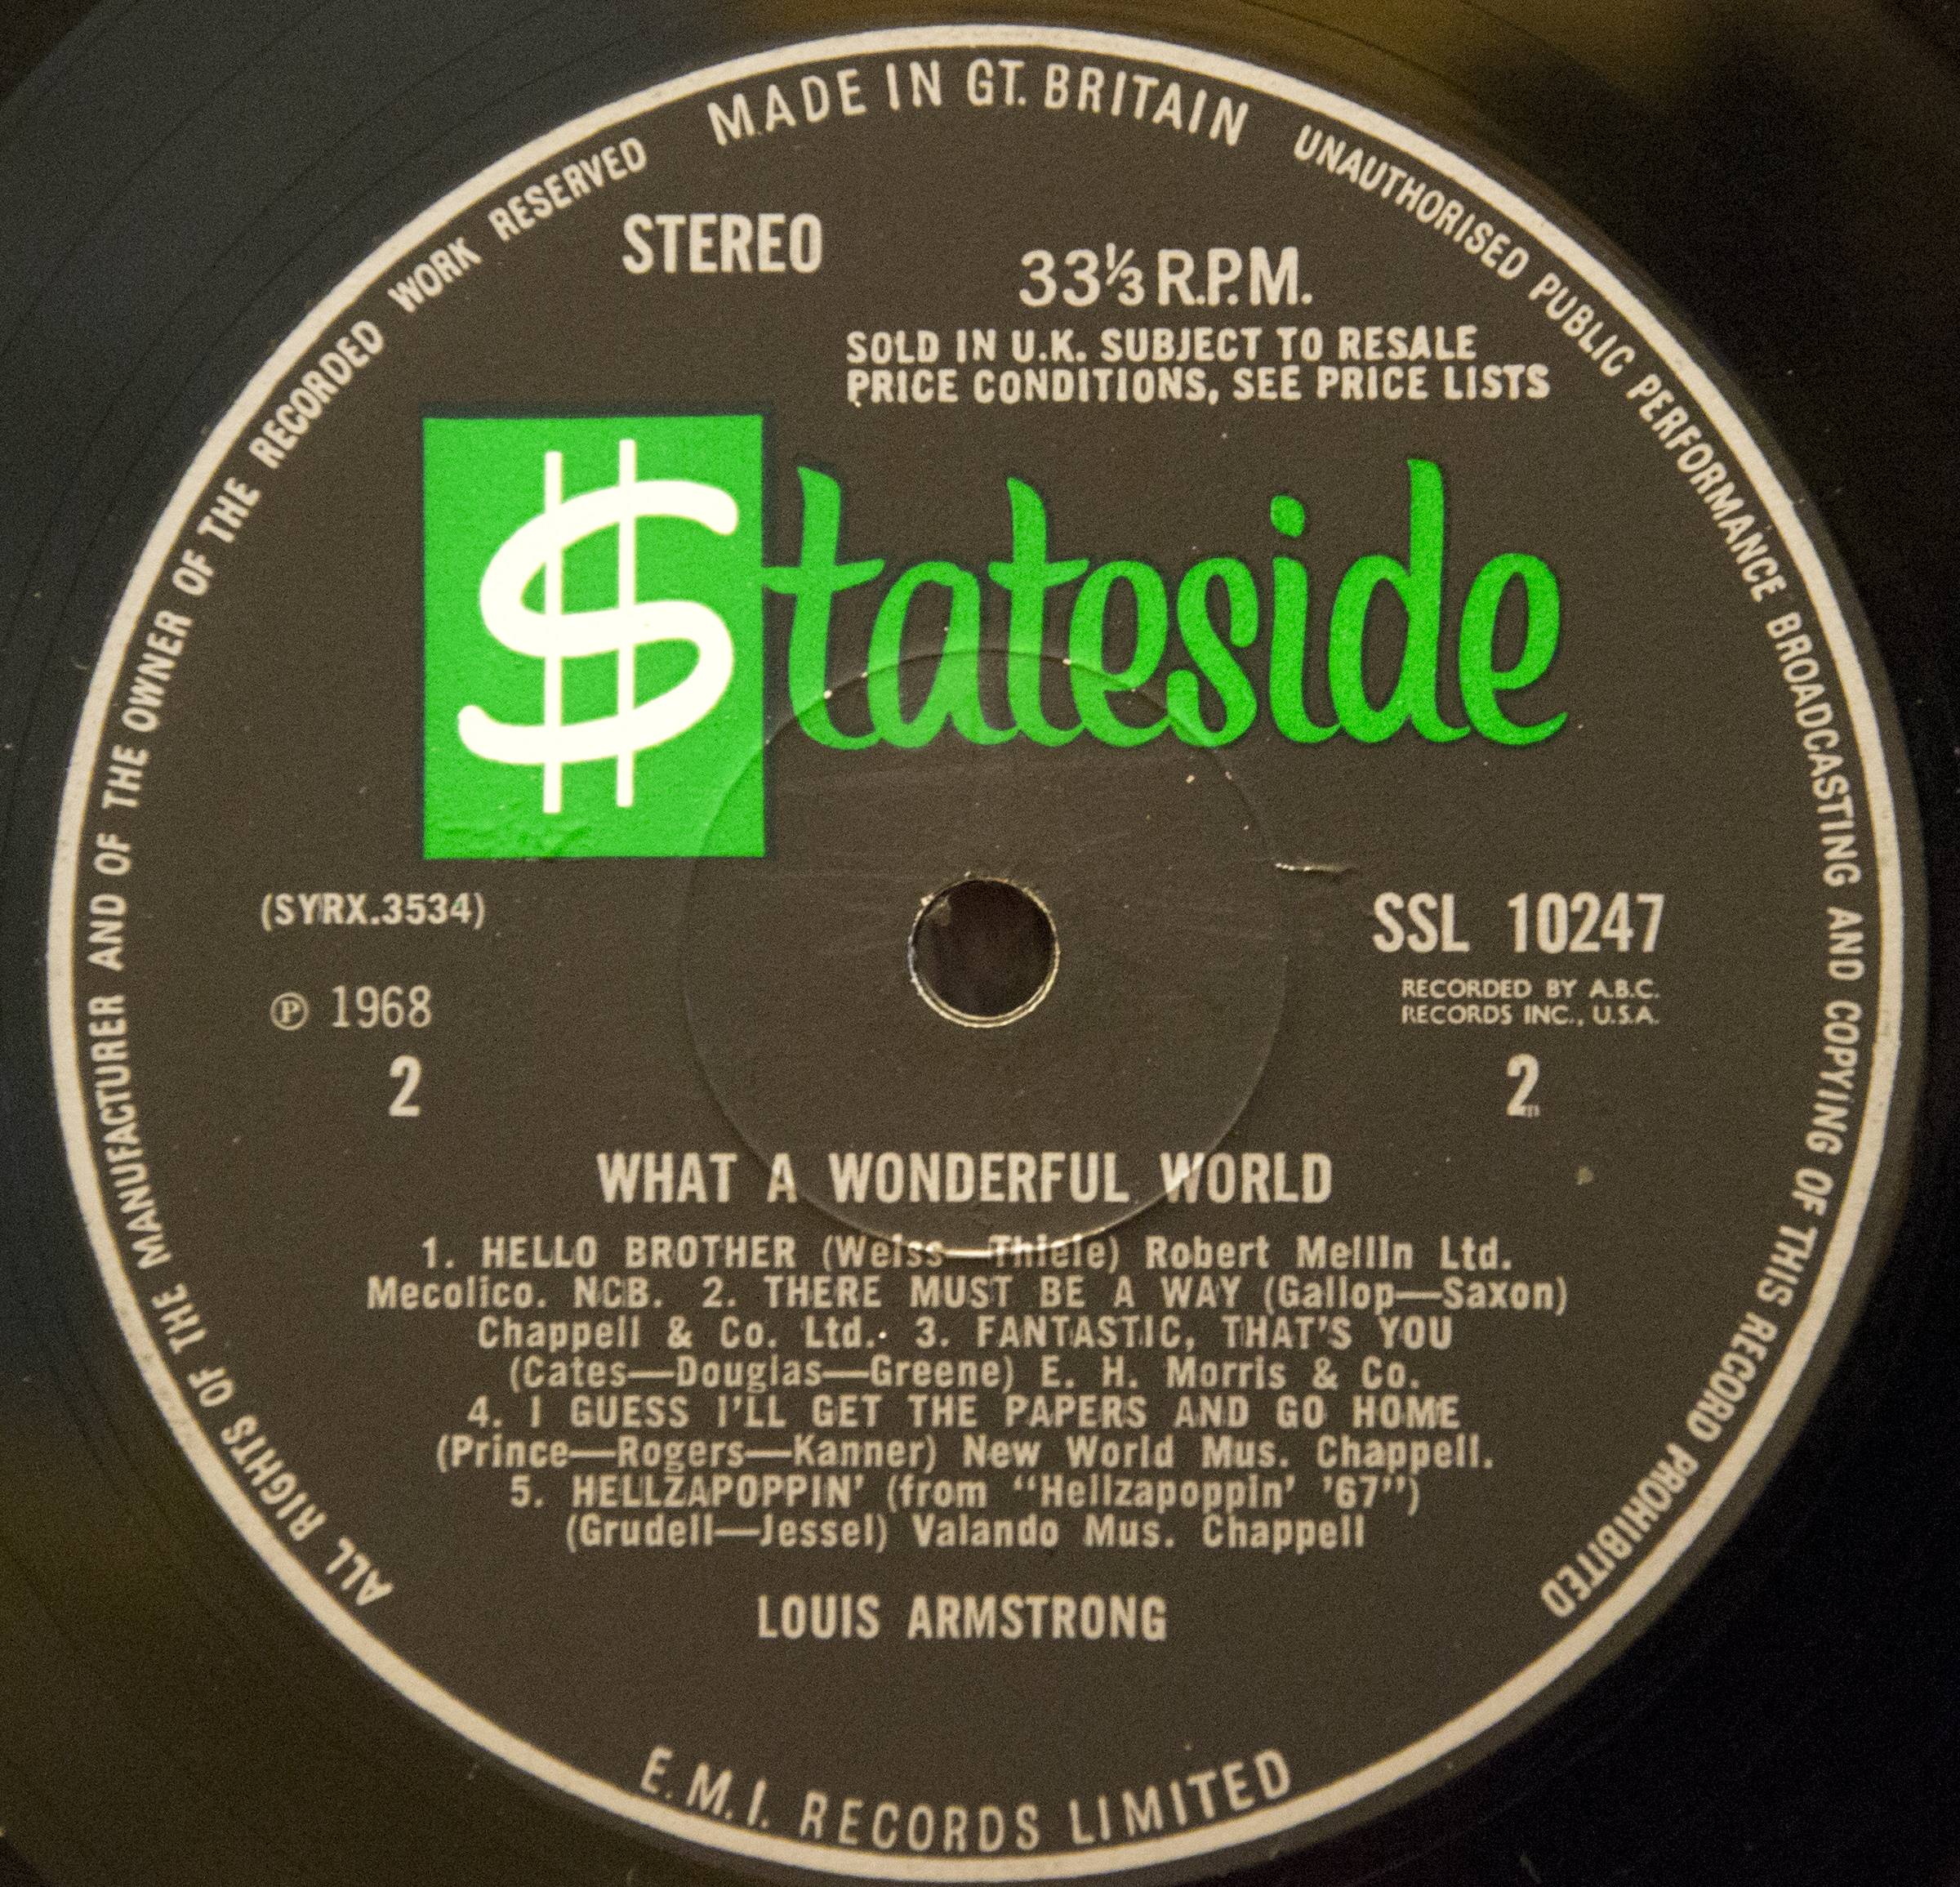 MADE IN GT. BRITAIN
UNAUTHORISED PUBLIC PERFORMANCE BROADCASTING AND COPYING OF THIS RECORD PROHIBITED
ALL RIGHTS OF THE MANUFACTURER AND OF THE OWNER OF THE RECORDED WORK RESERVED
STEREO
33⅓ R.P.M.
SOLD IN U.K. SUBJECT TO RESALE
PRICE CONDITIONS, SEE PRICE LISTS
$tateside
(SYRX.3534)
SSL 10247
℗ 1968
RECORDED BY A.B.C.
RECORDS INC., U.S.A.
2
2
WHAT A WONDERFUL WORLD
1. HELLO BROTHER (Weiss—Thiele) Robert Mellin Ltd.
Mecolico. NCB. 2. THERE MUST BE A WAY (Gallop—Saxon)
Chappell & Co. Ltd. 3. FANTASTIC, THAT'S YOU
(Cates—Douglas—Greene) E. H. Morris & Co.
4. I GUESS I'LL GET THE PAPERS AND GO HOME
(Prince—Rogers—Kanner) New World Mus. Chappell.
5. HELLZAPOPPIN' (from "Hellzapoppin' '67")
(Grudell—Jessel) Valando Mus. Chappell
LOUIS ARMSTRONG
E.M.I. RECORDS LIMITED